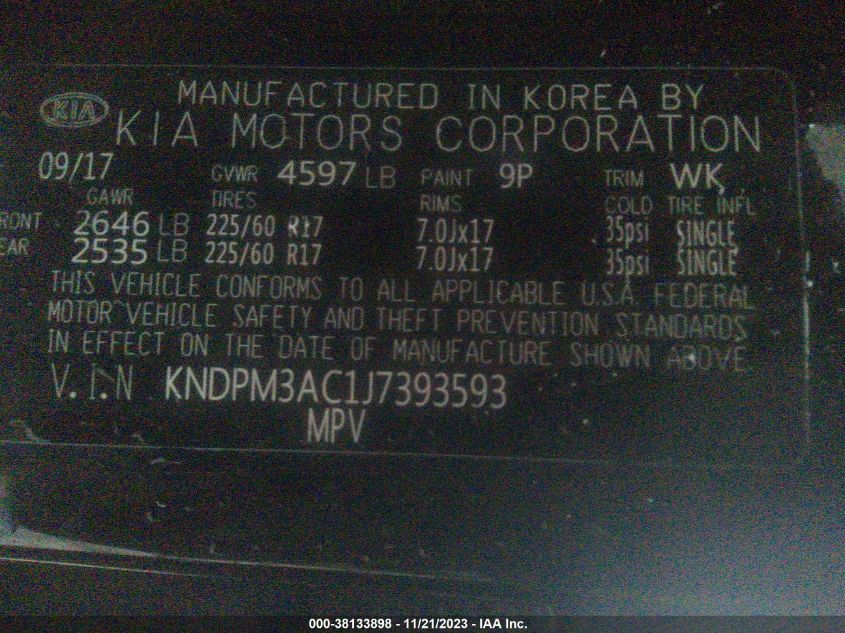 MANUFACTURED IN KOREA BY
KIA KIA MOTORS CORPORATION
09/17 GVWR 4597 LB PAINT 9P TRIM WK
GAWR TIRES RIMS COLD TIRE INFL
RONT 2646 LB 225/60 R17 7.0Jx17 35psi SINGLE
EAR 2535 LB 225/60 R17 7.0Jx17 35psi SINGLE
THIS VEHICLE CONFORMS TO ALL APPLICABLE U.S.A. FEDERAL
MOTOR VEHICLE SAFETY AND THEFT PREVENTION STANDARDS
IN EFFECT ON THE DATE OF MANUFACTURE SHOWN ABOVE.
V.I.N KNDPM3AC1J7393593
MPV
000-38133898 - 11/21/2023 - IAA Inc.